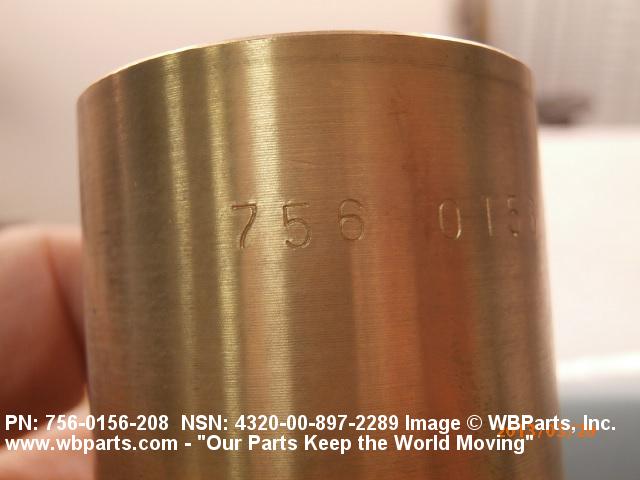 756 015
PN: 756-0156-208 NSN: 4320-00-897-2289 Image © WBParts, Inc.
www.wbparts.com - "Our Parts Keep the World Moving"